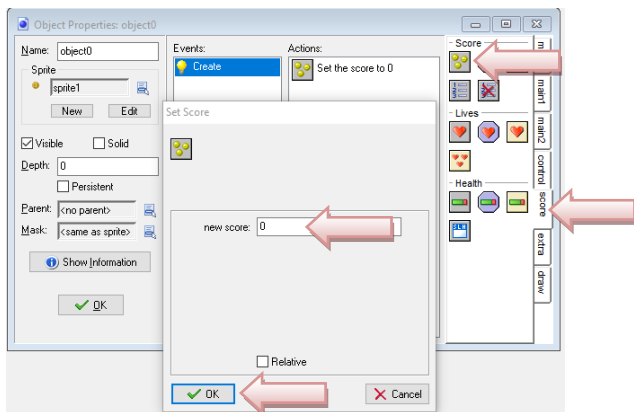 Object Properties: object0
Name: object0
Sprite
sprite1
New Edit
Visible Solid
Depth: 0
Persistent
Parent: <no parent>
Mask: <same as sprite>
Show Information
OK
Events:
Create
Actions:
Set the score to 0
Set Score
new score: 0
Relative
OK Cancel
Score
Lives
Health
main1
main2
control
score
extra
draw